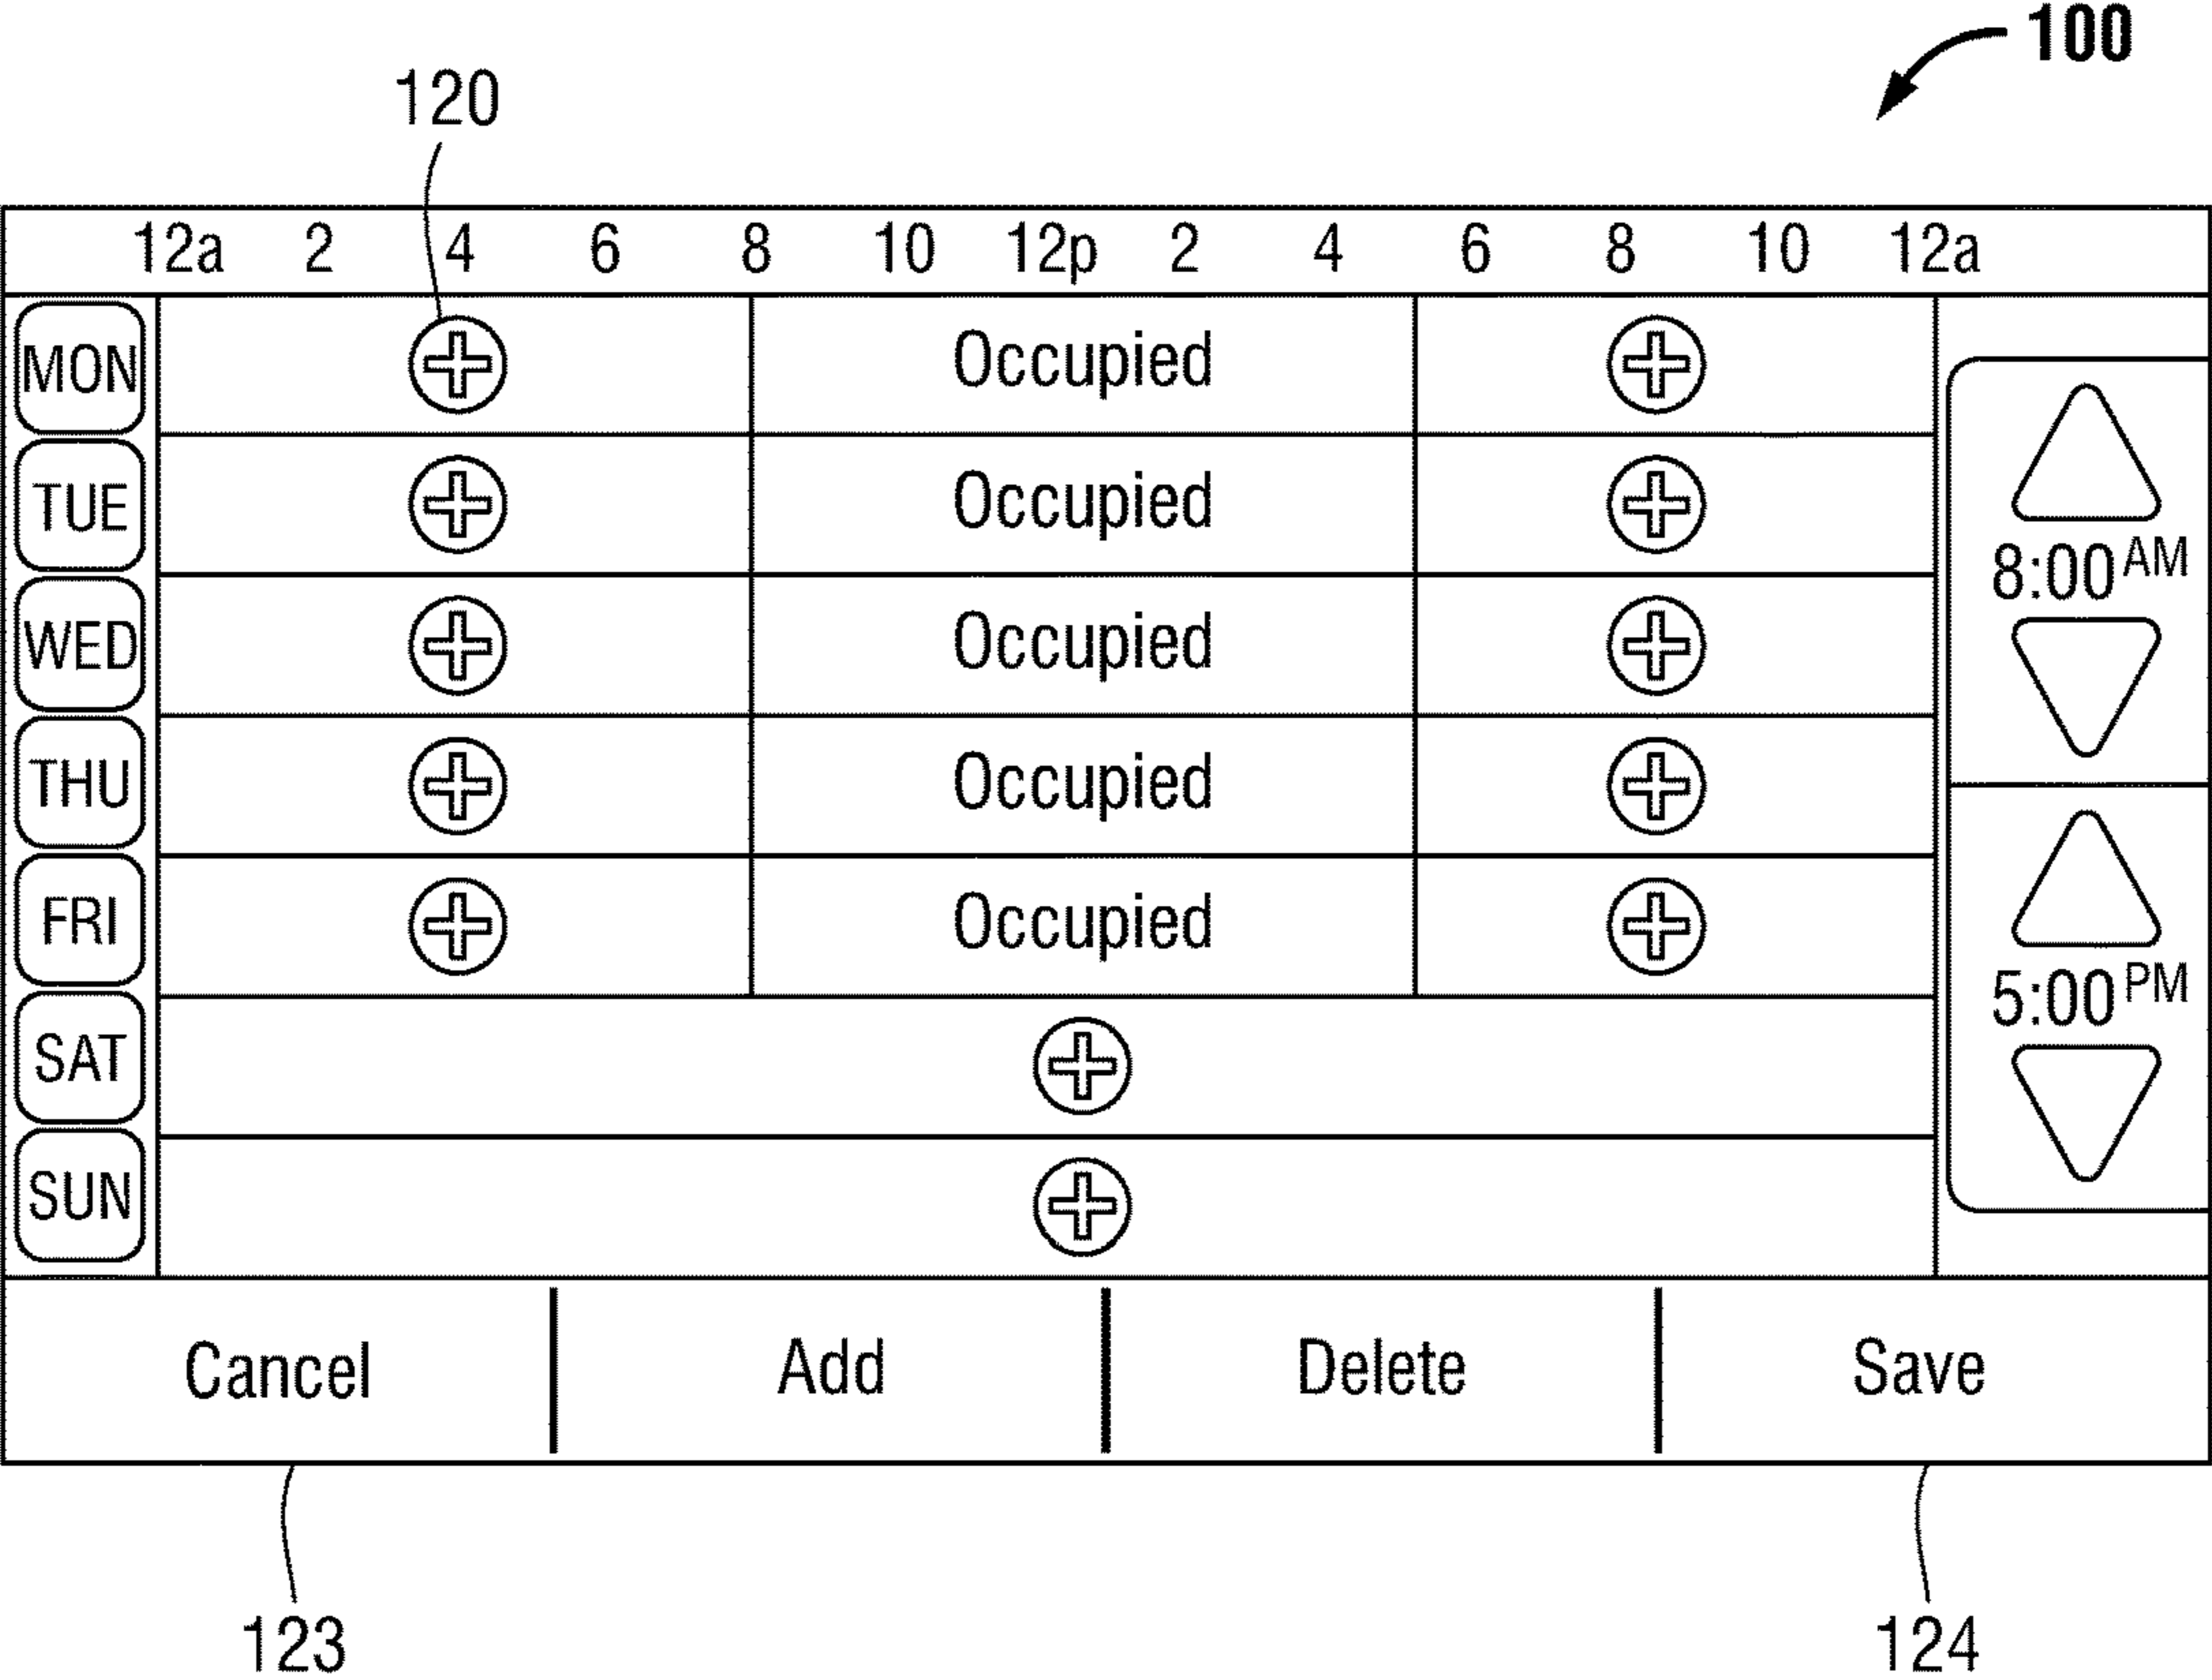 100
120
12a 2 4 6 8 10 12p 2 4 6 8 10 12a
MON Occupied
TUE Occupied
8:00 AM
WED Occupied
THU Occupied
FRI Occupied
5:00 PM
SAT
SUN
Cancel Add Delete Save
123 124